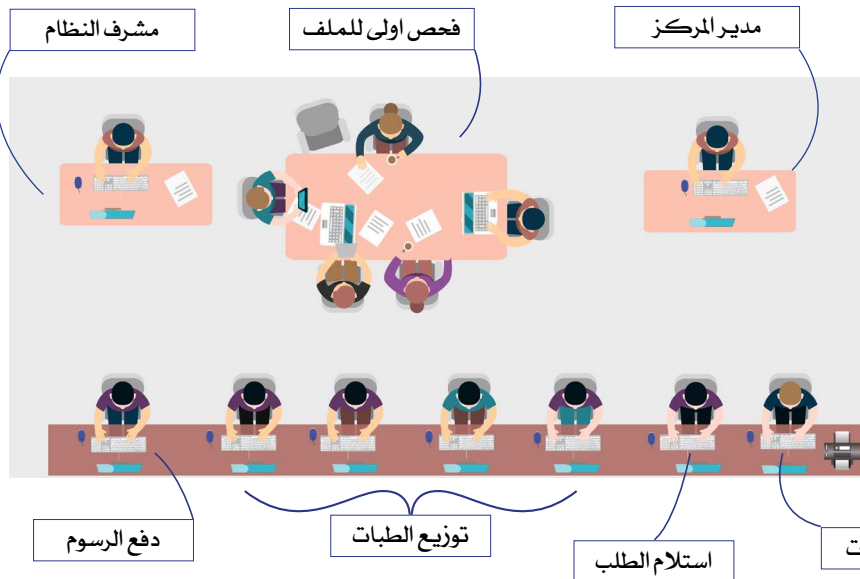 مدير المركز
فحص اولى للملف
مشرف النظام
استلام الطلب
توزيع الطبات
دفع الرسوم